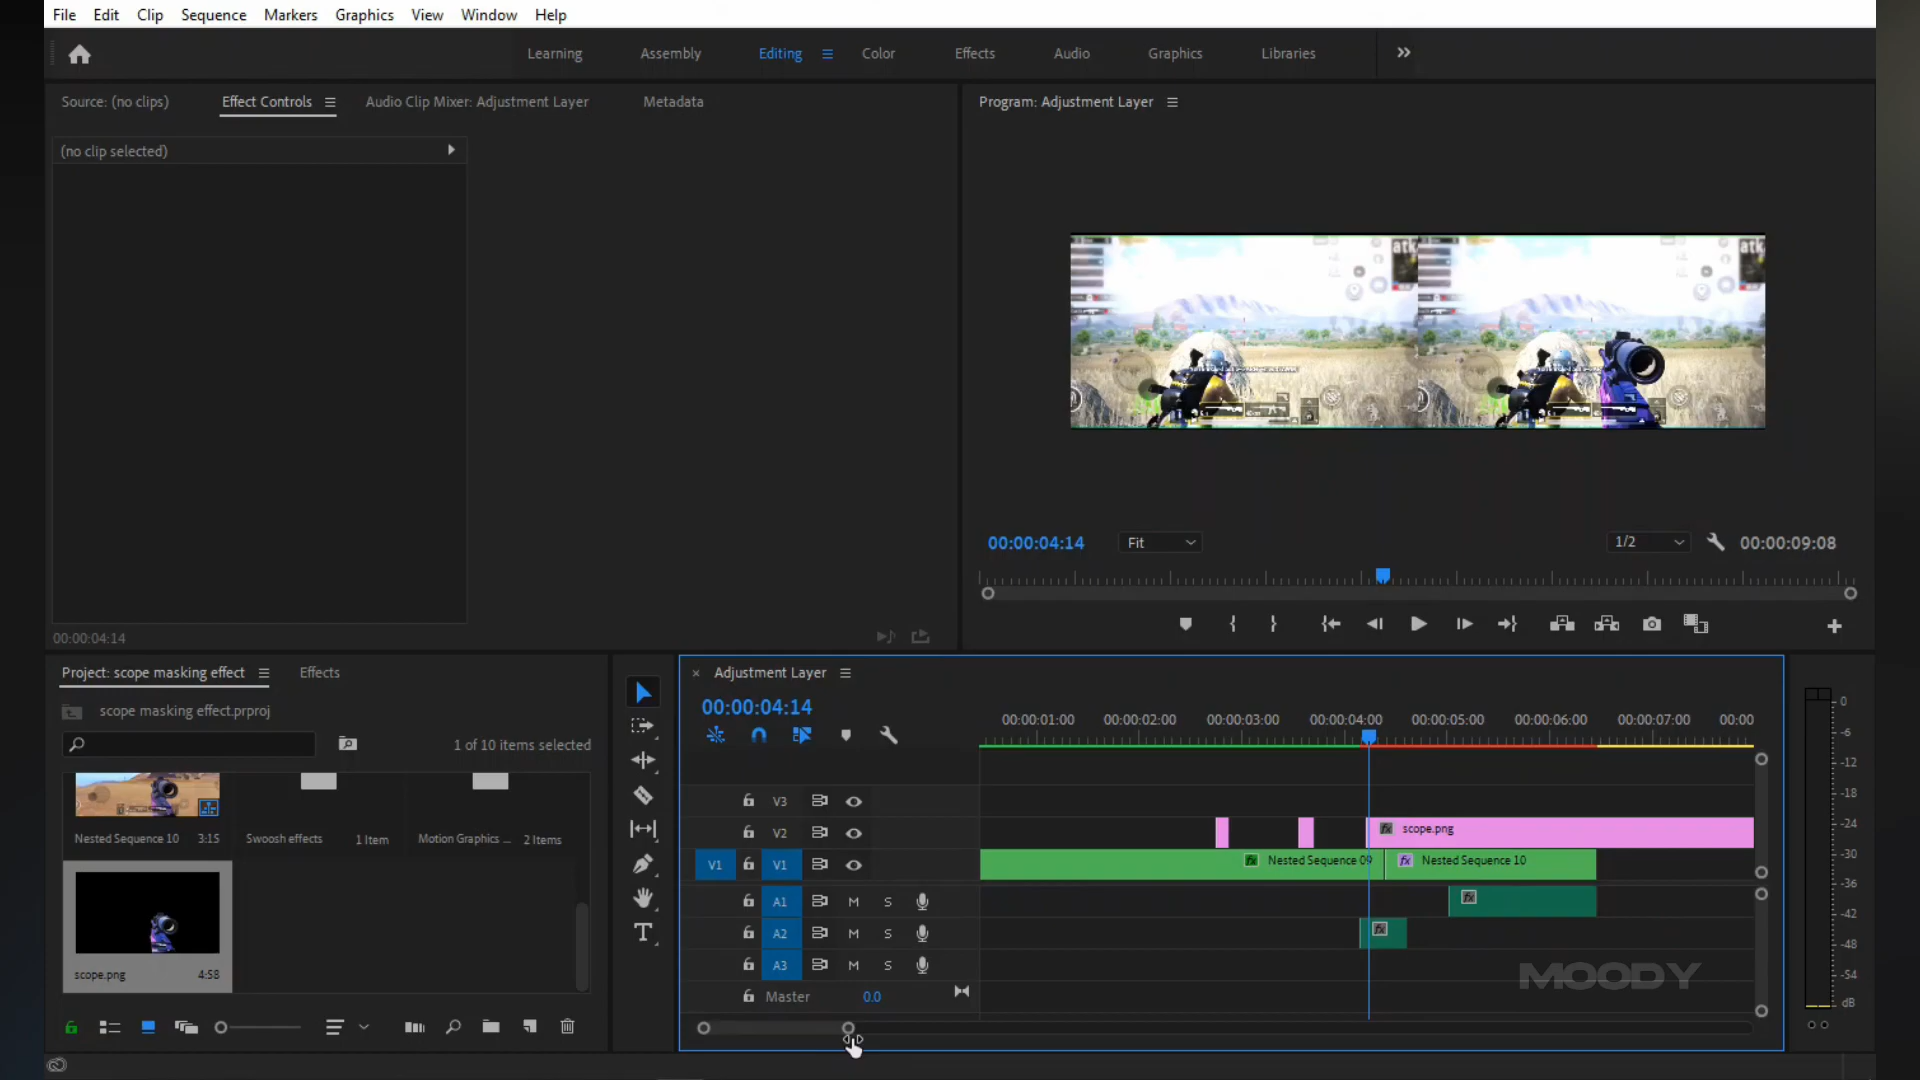 File Edit Clip Sequence Markers Graphics View Window Help
Learning Assembly Editing Color Effects Audio Graphics Libraries
Source: (no clips) Effect Controls Audio Clip Mixer: Adjustment Layer Metadata
Program: Adjustment Layer
(no clip selected)
atk
atk
00:00:04:14 Fit 1/2 00:00:09:08
00:00:04:14
Project: scope masking effect Effects
scope masking effect.prproj
1 of 10 items selected
Nested Sequence 10 3:15
Swoosh effects 1 Item
Motion Graphics ... 2 Items
scope.png 4:58
Adjustment Layer
00:00:04:14
00:00:01:00 00:00:02:00 00:00:03:00 00:00:04:00 00:00:05:00 00:00:06:00 00:00:07:00 00:00
V3
V2 fx scope.png
V1 V1 fx Nested Sequence 09 fx Nested Sequence 10
A1 M S fx
A2 M S fx
A3 M S
Master 0.0
MOODY
0
-6
-12
-18
-24
-30
-36
-42
-48
-54
dB